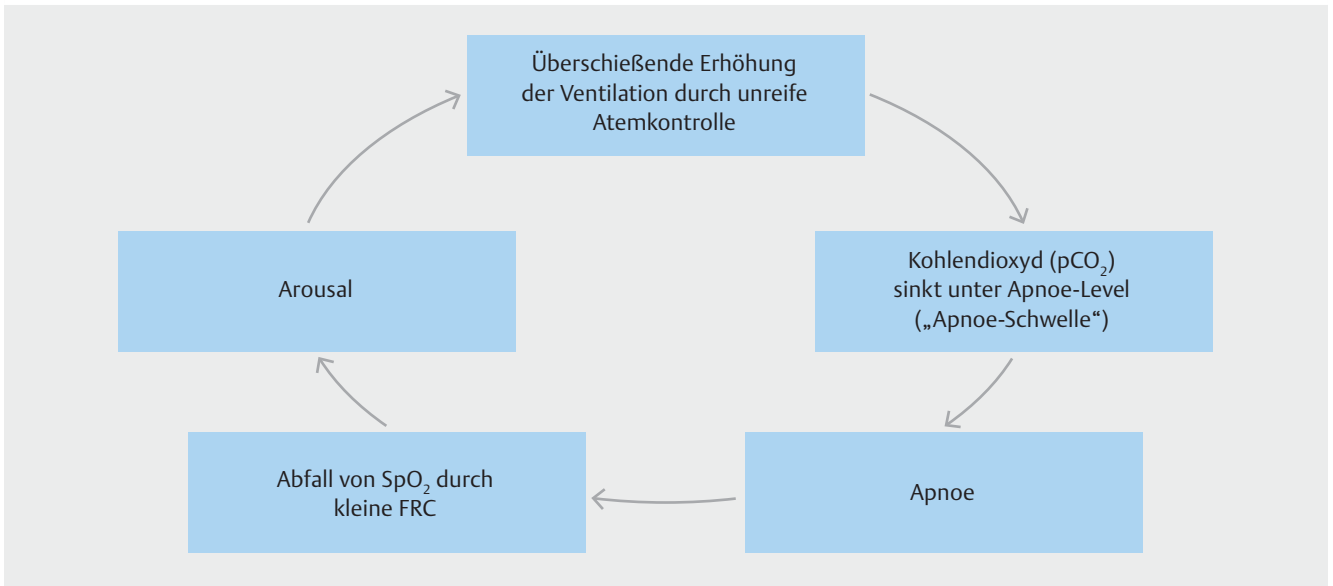 Überschießende Erhöhung
der Ventilation durch unreife
Atemkontrolle
Kohlendioxyd (pCO₂)
sinkt unter Apnoe-Level
(„Apnoe-Schwelle“)
Apnoe
Abfall von SpO₂ durch
kleine FRC
Arousal